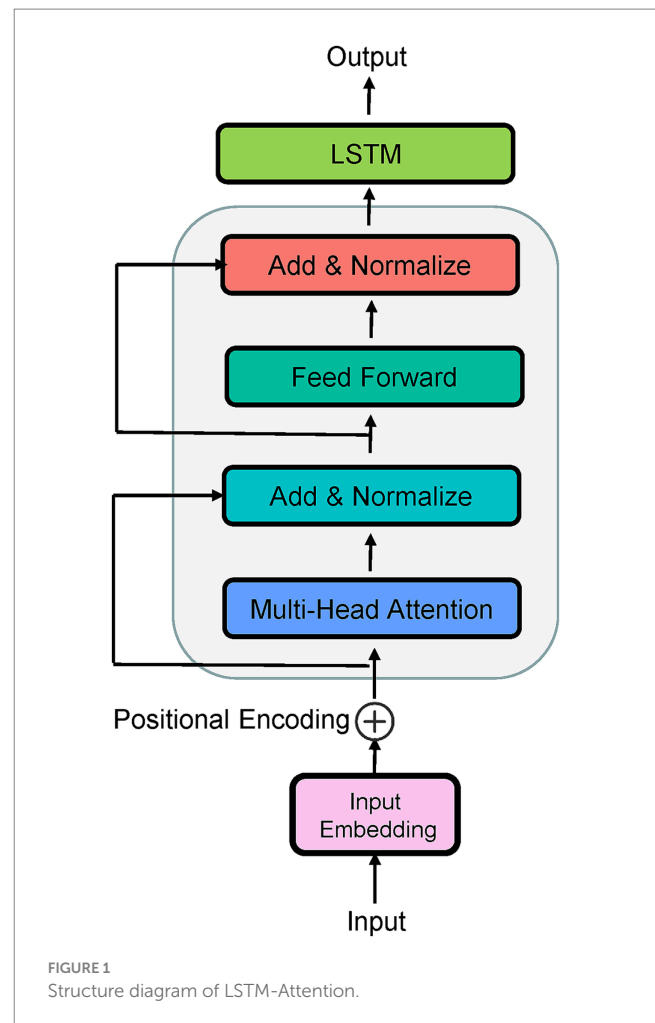 Output
LSTM
Add & Normalize
Feed Forward
Add & Normalize
Multi-Head Attention
Positional Encoding
Input
Embedding
Input
FIGURE 1
Structure diagram of LSTM-Attention.